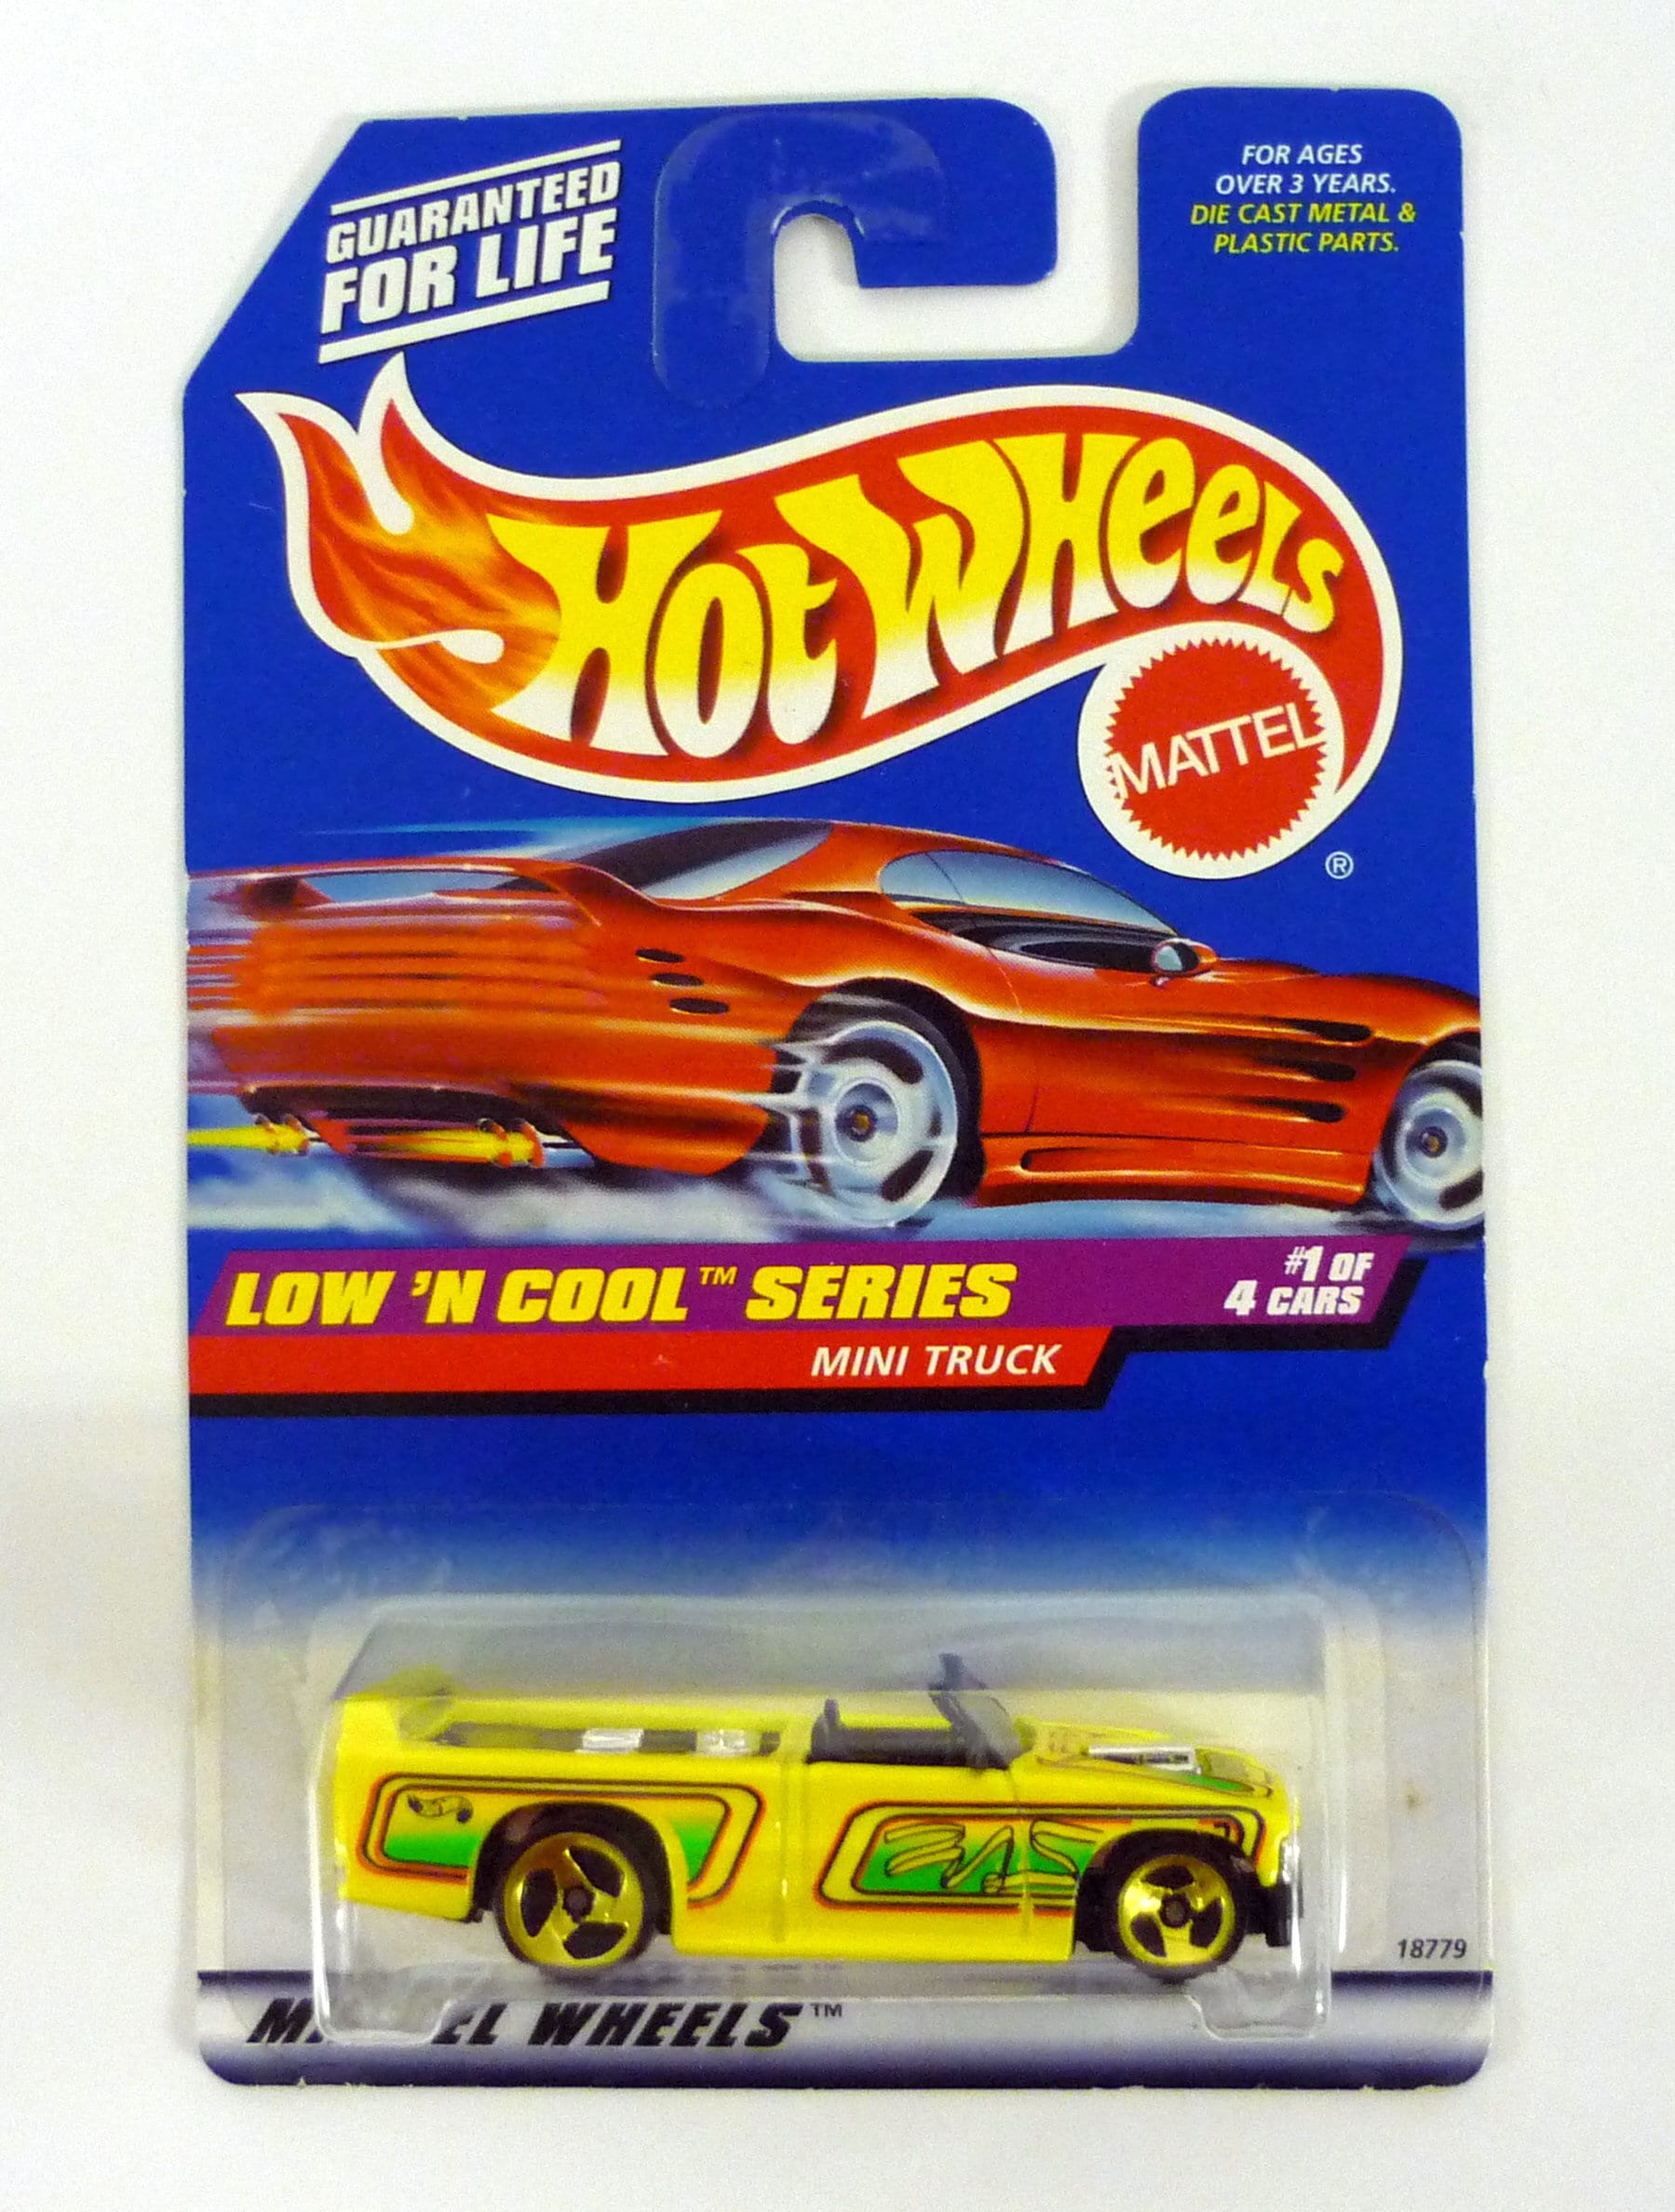 GUARANTEED
FOR LIFE
FOR AGES
OVER 3 YEARS.
DIE CAST METAL &
PLASTIC PARTS.
HOT WHEELS
MATTEL
®
LOW 'N COOL™ SERIES
#1 OF
4 CARS
MINI TRUCK
18779
WHEELS™